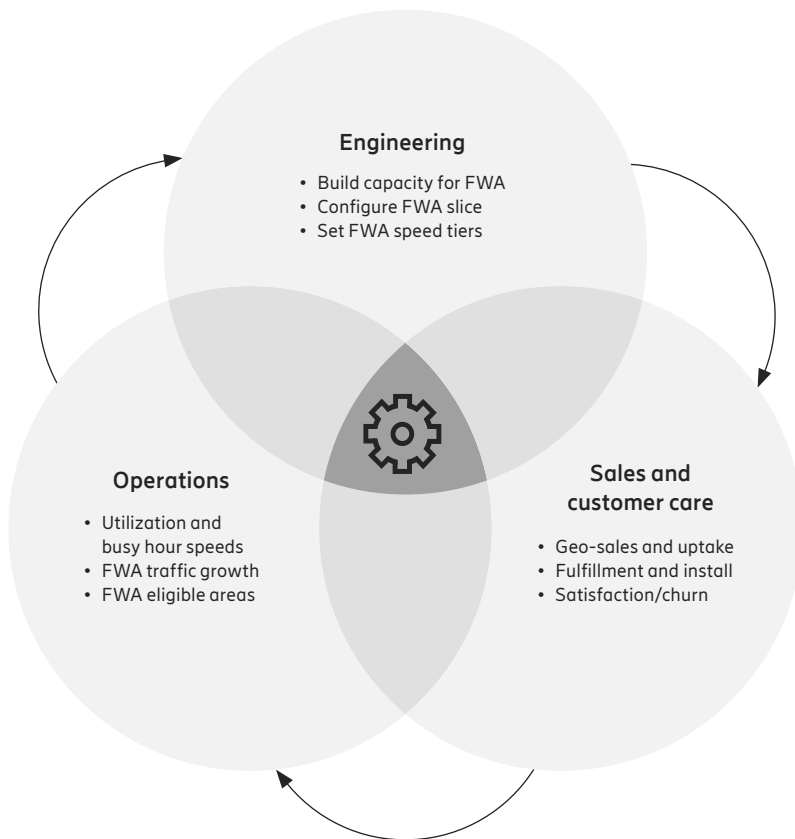 Engineering
• Build capacity for FWA
• Configure FWA slice
• Set FWA speed tiers
Operations
• Utilization and
busy hour speeds
• FWA traffic growth
• FWA eligible areas
Sales and
customer care
• Geo-sales and uptake
• Fulfillment and install
• Satisfaction/churn